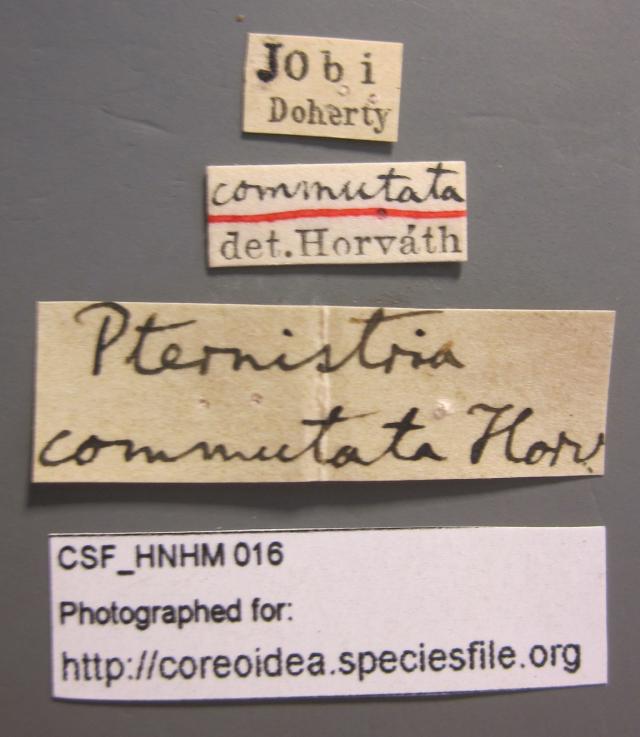 Jobi
Doherty
commutata
det. Horváth
Pternistria
commutata Horv
CSF_HNHM 016
Photographed for:
http://coreoidea.speciesfile.org